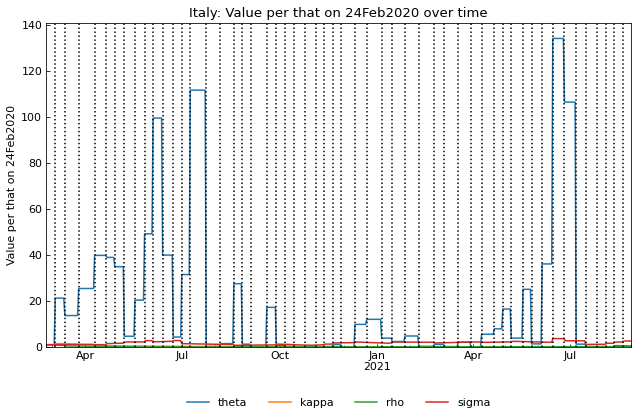 Italy: Value per that on 24Feb2020 over time
Value per that on 24Feb2020
140
120
100
80
60
40
20
0
Apr Jul Oct Jan Apr Jul
2021
theta kappa rho sigma